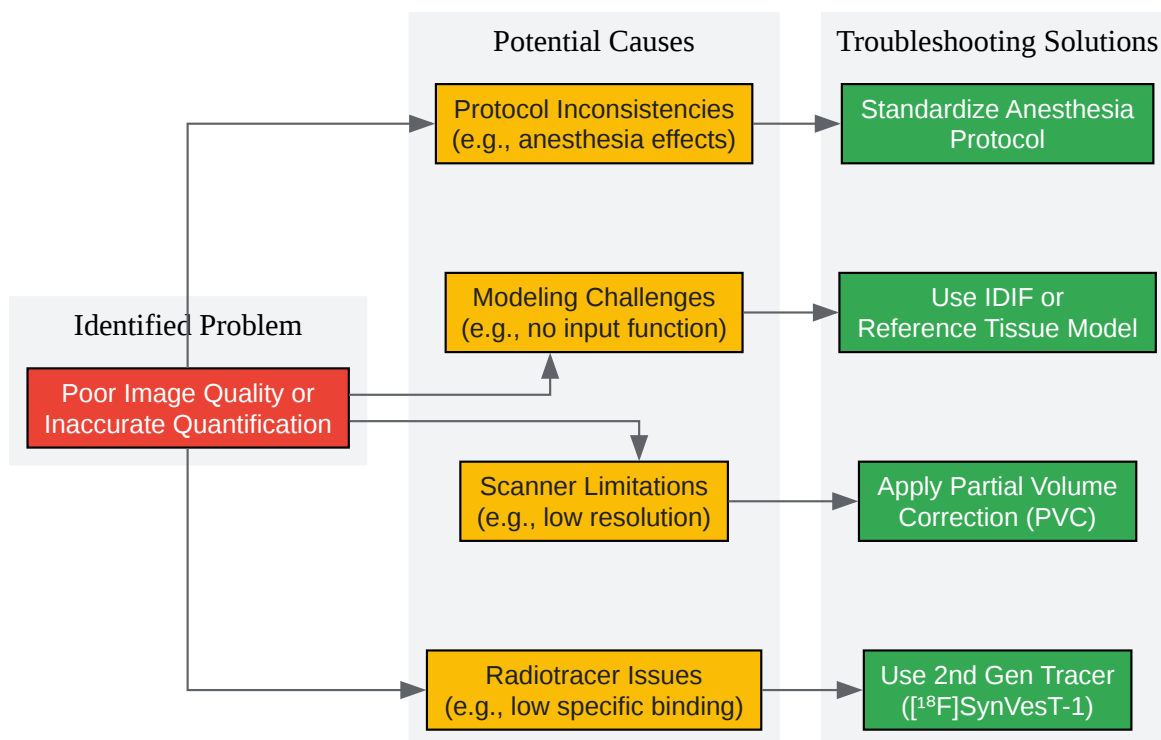 Potential Causes
Troubleshooting Solutions
Protocol Inconsistencies
(e.g., anesthesia effects)
Standardize Anesthesia
Protocol
Modeling Challenges
(e.g., no input function)
Use IDIF or
Reference Tissue Model
Identified Problem
Poor Image Quality or
Inaccurate Quantification
Scanner Limitations
(e.g., low resolution)
Apply Partial Volume
Correction (PVC)
Radiotracer Issues
(e.g., low specific binding)
Use 2nd Gen Tracer
([¹⁸F]SynVesT-1)